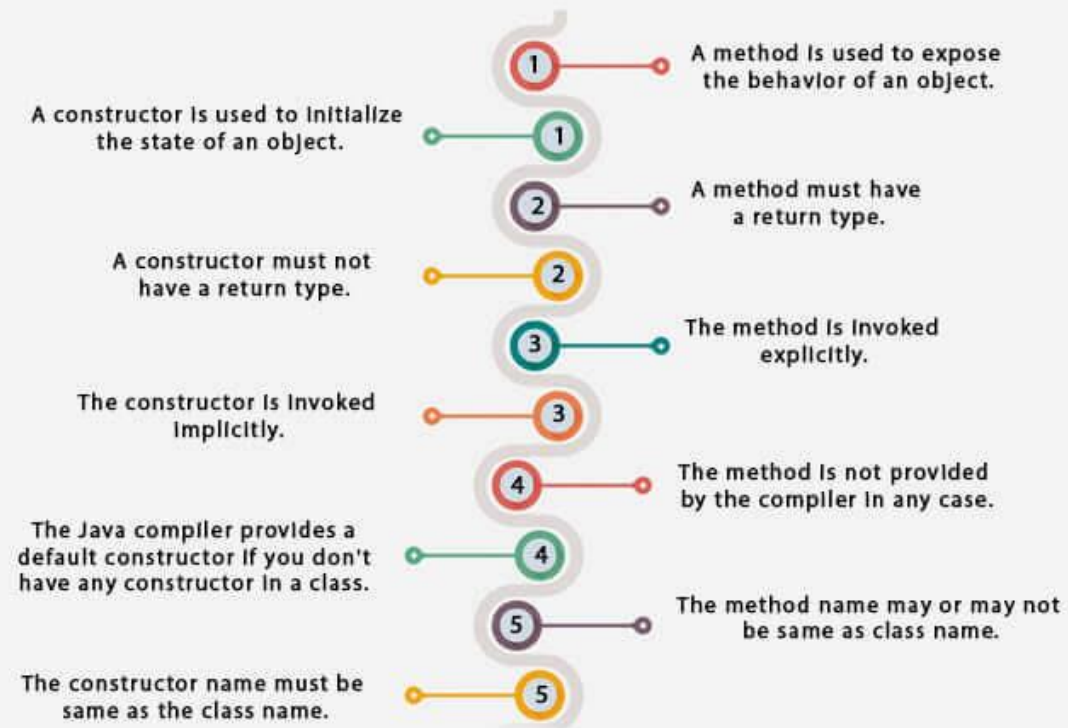 1
A method is used to expose
the behavior of an object.
A constructor is used to initialize
the state of an object.
1
2
A method must have
a return type.
A constructor must not
have a return type.
2
3
The method is invoked
explicitly.
The constructor is invoked
implicitly.
3
4
The method is not provided
by the compiler in any case.
The Java compiler provides a
default constructor if you don't
have any constructor in a class.
4
5
The method name may or may not
be same as class name.
The constructor name must be
same as the class name.
5